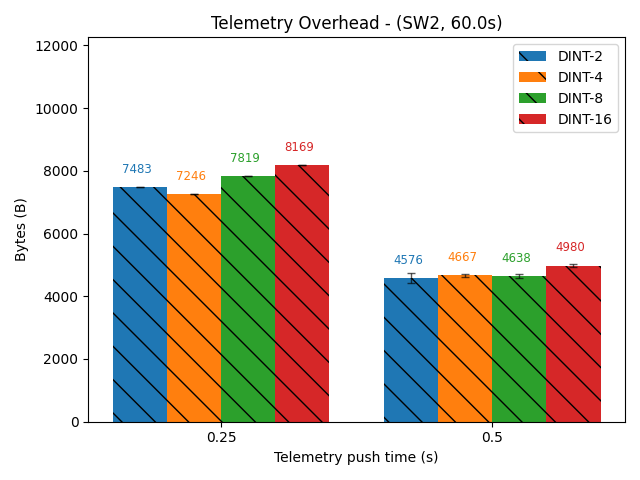 Telemetry Overhead - (SW2, 60.0s)
12000
10000
8000
6000
4000
2000
0
Bytes (B)
DINT-2
DINT-4
DINT-8
DINT-16
7483
7246
7819
8169
4576
4667
4638
4980
0.25
0.5
Telemetry push time (s)